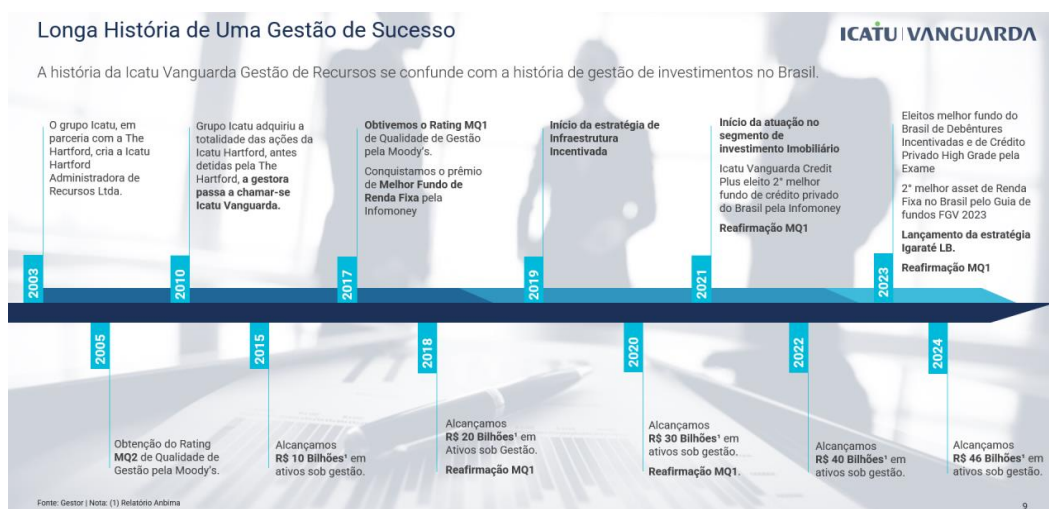 Longa História de Uma Gestão de Sucesso
ICATU VANGUARDA
A história da Icatu Vanguarda Gestão de Recursos se confunde com a história de gestão de investimentos no Brasil.
O grupo Icatu, em
parceria com a The
Hartford, cria a Icatu
Hartford
Administradora de
Recursos Ltda.
2003
Grupo Icatu adquiriu a
totalidade das ações da
Icatu Hartford, antes
detidas pela The
Hartford, a gestora
passa a chamar-se
Icatu Vanguarda.
2010
Obtivemos o Rating MQ1
de Qualidade de Gestão
pela Moody's.
Conquistamos o prêmio
de Melhor Fundo de
Renda Fixa pela
Infomoney
2017
Início da estratégia de
Infraestrutura
Incentivada
2019
Início da atuação no
segmento de
investimento Imobiliário
Icatu Vanguarda Credit
Plus eleito 2° melhor
fundo de crédito privado
do Brasil pela Infomoney
Reafirmação MQ1
2021
Eleitos melhor fundo do
Brasil de Debêntures
Incentivadas e de Crédito
Privado High Grade pela
Exame
2° melhor asset de Renda
Fixa no Brasil pelo Guia de
fundos FGV 2023
Lançamento da estratégia
Igaraté LB.
Reafirmação MQ1
2023
2005
Obtenção do Rating
MQ2 de Qualidade de
Gestão pela Moody's.
2015
Alcançamos
R$ 10 Bilhões¹ em
ativos sob gestão.
2018
Alcançamos
R$ 20 Bilhões¹ em
Ativos sob Gestão.
Reafirmação MQ1
2020
Alcançamos
R$ 30 Bilhões¹ em
ativos sob gestão.
Reafirmação MQ1.
2022
Alcançamos
R$ 40 Bilhões¹ em
ativos sob gestão.
2024
Alcançamos
R$ 46 Bilhões¹ em
ativos sob gestão.
Fonte: Gestor | Nota: (1) Relatório Anbima
9